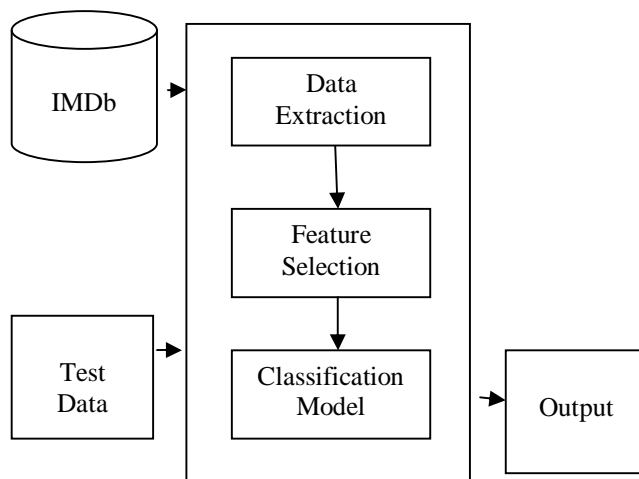 IMDb
Data
Extraction
Feature
Selection
Test
Data
Classification
Model
Output